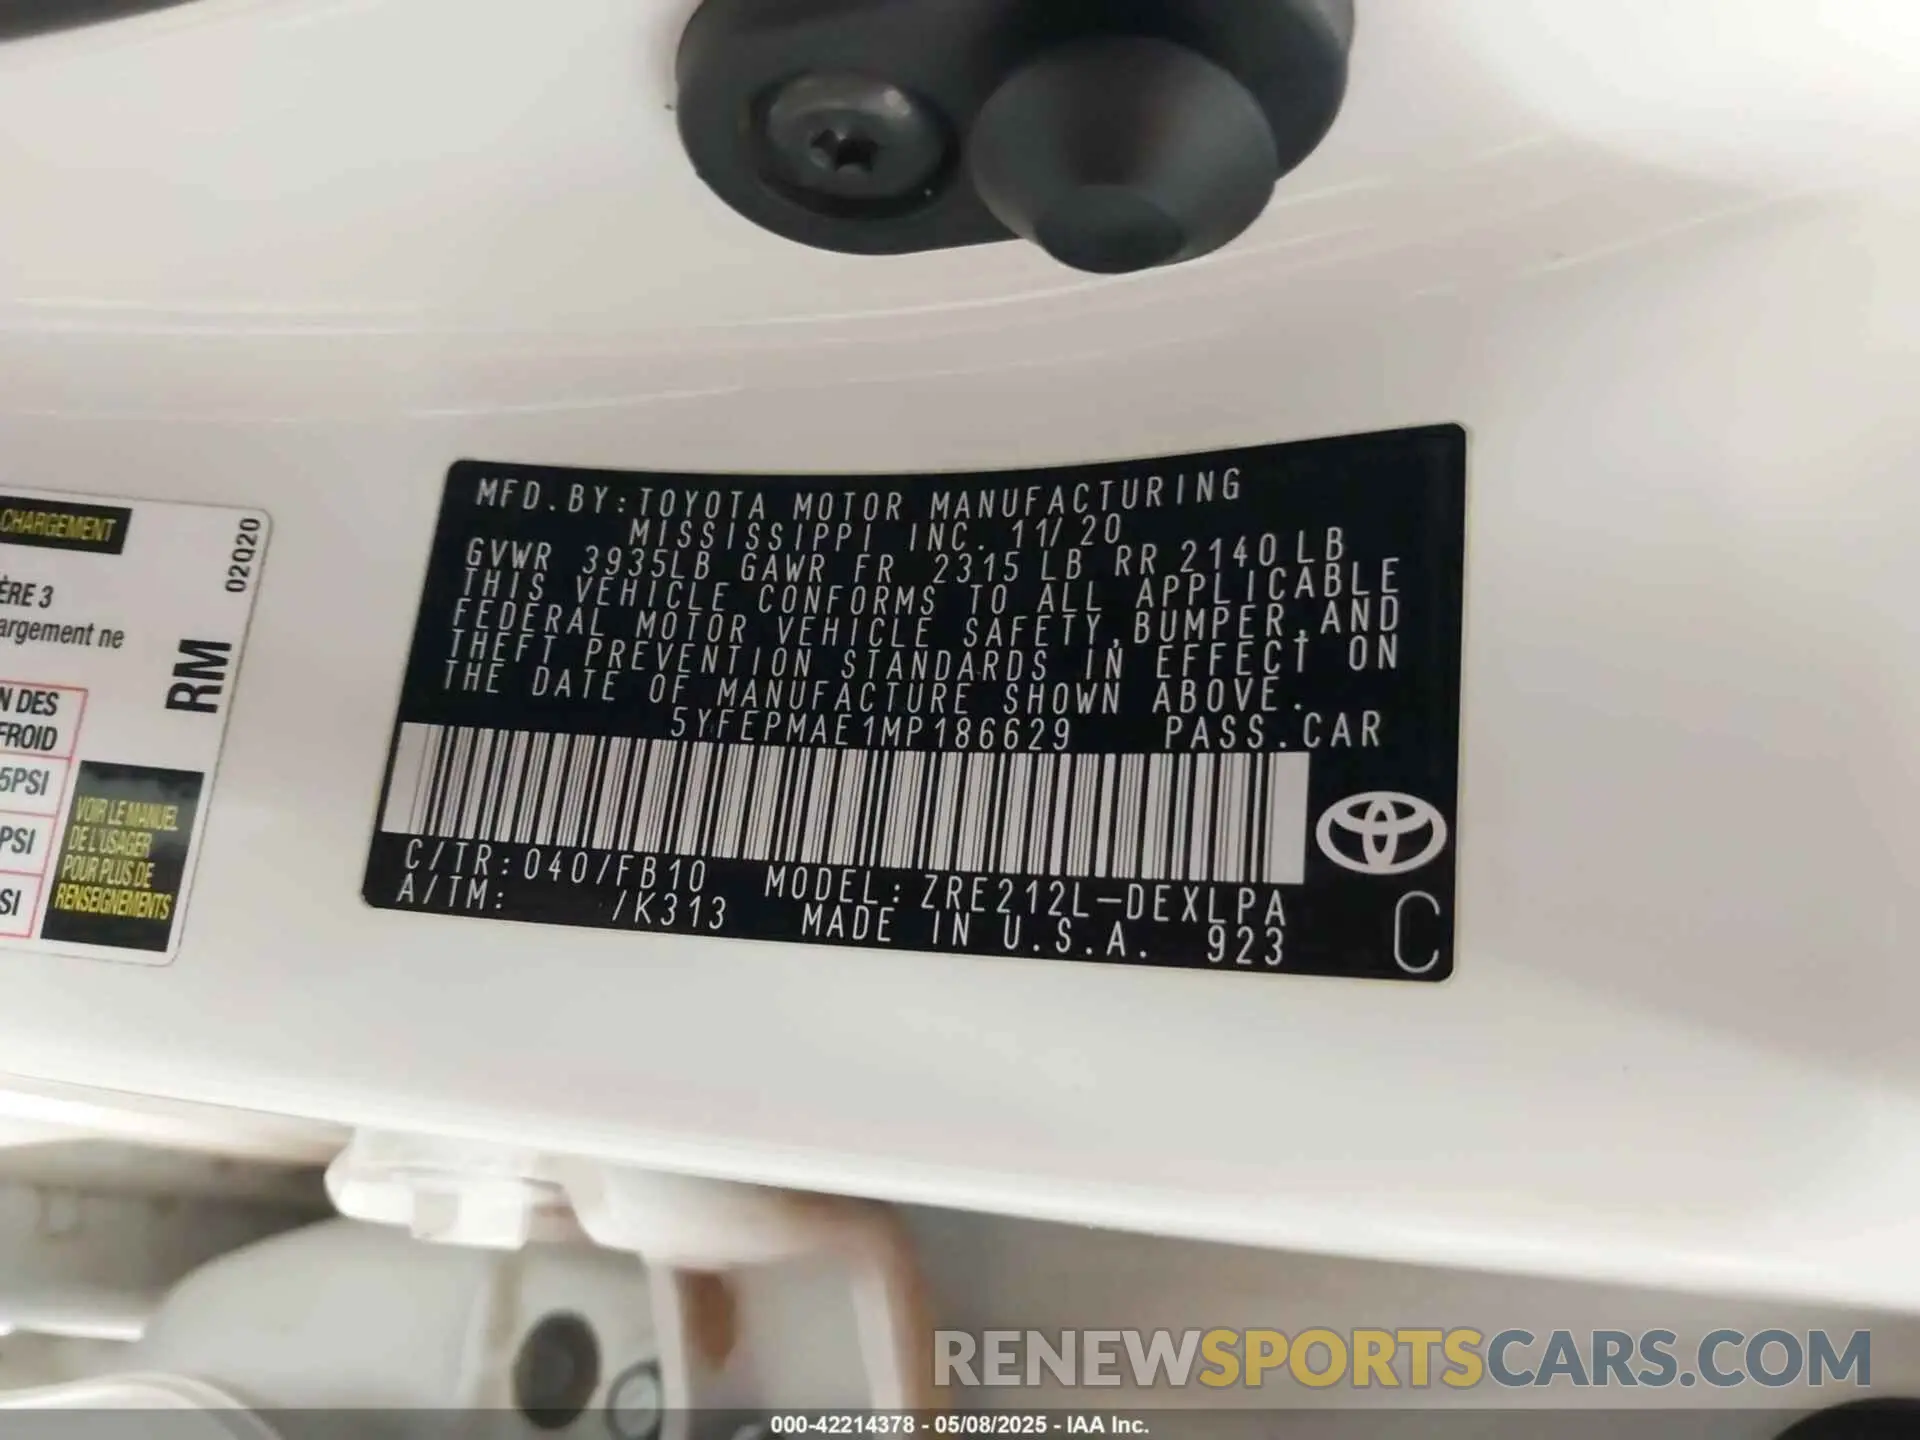 CHARGEMENT
02Q20
ÈRE 3
argement ne
RM
N DES
FROID
5PSI
PSI
SI
VOIR LE MANUEL
DE L'USAGER
POUR PLUS DE
RENSEIGNEMENTS
MFD.BY:TOYOTA MOTOR MANUFACTURING
MISSISSIPPI INC. 11/20
GVWR 3935LB GAWR FR 2315LB RR 2140LB
THIS VEHICLE CONFORMS TO ALL APPLICABLE
FEDERAL MOTOR VEHICLE SAFETY,BUMPER,AND
THEFT PREVENTION STANDARDS IN EFFECT ON
THE DATE OF MANUFACTURE SHOWN ABOVE.
5YFEPMAE1MP186629 PASS.CAR
C/TR:040/FB10 MODEL:ZRE212L-DEXLPA
A/TM: /K313 MADE IN U.S.A. 923
C
RENEWSPORTSCARS.COM
000-42214378 - 05/08/2025 - IAA Inc.